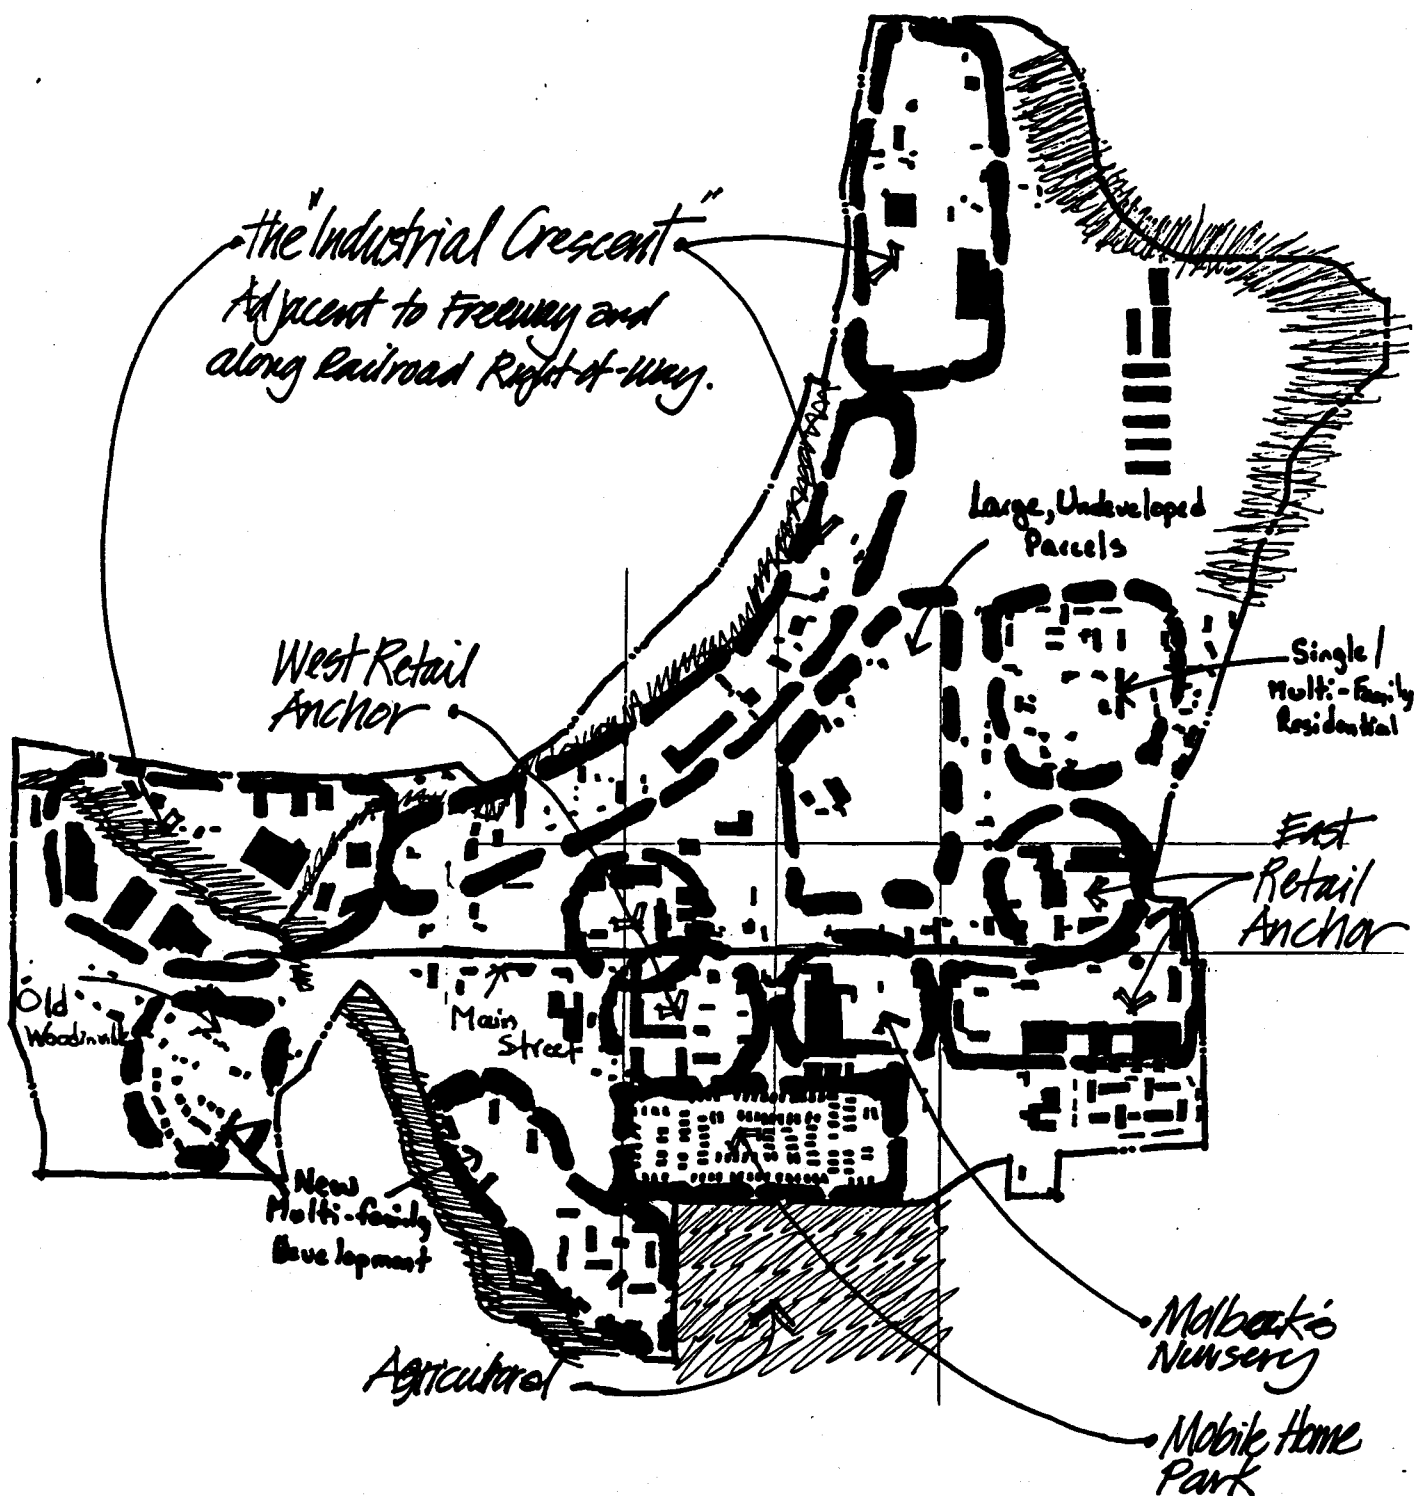 the "Industrial Crescent"
Adjacent to Freeway and
along Railroad Right-of-Way.
Large, Undeveloped
Parcels
West Retail
Anchor
Single/
Multi-Family
Residential
East
Retail
Anchor
Old
Woodinville
Main
Street
New
Multi-family
Development
Agricultural
Molback's
Nursery
Mobile Home
Park